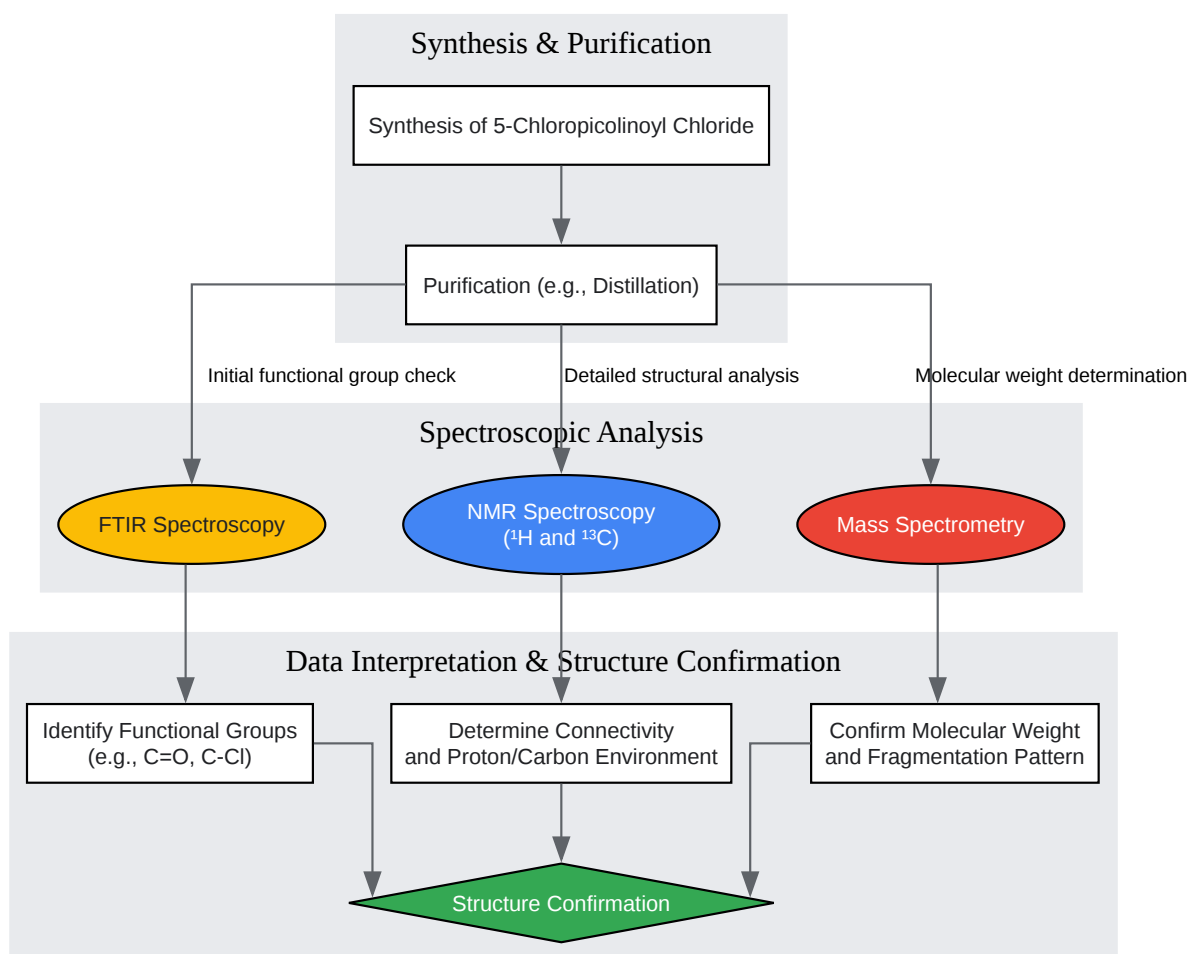 Synthesis & Purification
Synthesis of 5-Chloropicolinoyl Chloride
Purification (e.g., Distillation)
Initial functional group check
Detailed structural analysis
Molecular weight determination
Spectroscopic Analysis
FTIR Spectroscopy
NMR Spectroscopy
(¹H and ¹³C)
Mass Spectrometry
Data Interpretation & Structure Confirmation
Identify Functional Groups
(e.g., C=O, C-Cl)
Determine Connectivity
and Proton/Carbon Environment
Confirm Molecular Weight
and Fragmentation Pattern
Structure Confirmation